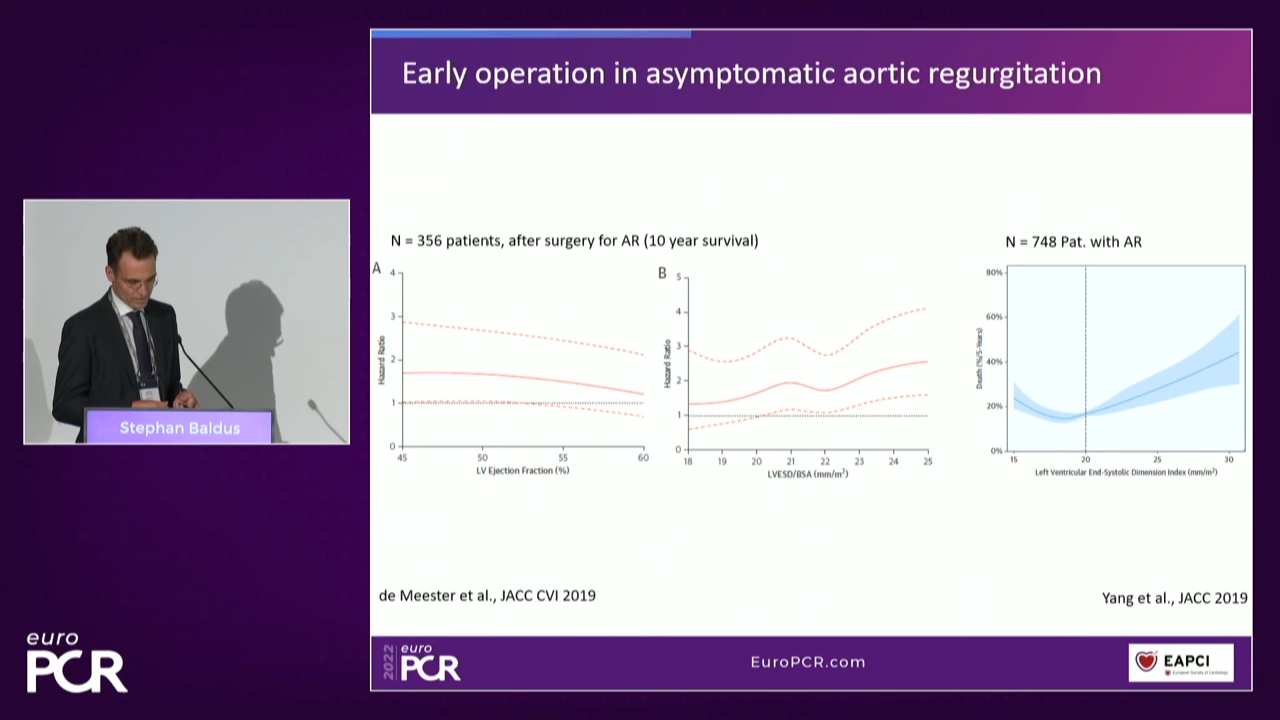 Early operation in asymptomatic aortic regurgitation
N = 356 patients, after surgery for AR (10 year survival)
N = 748 Pat. with AR
A
4
3
2
1
0
Hazard Ratio
45
50
55
60
LV Ejection Fraction (%)
B
5
4
3
2
1
0
Hazard Ratio
18
19
20
21
22
23
24
25
LVESD/BSA (mm/m²)
80%
60%
40%
20%
0%
Death (%/5-Years)
15
20
25
30
Left Ventricular End-Systolic Dimension Index (mm/m²)
Stephan Baldus
de Meester et al., JACC CVI 2019
Yang et al., JACC 2019
euro
PCR
2022
euro
PCR
EuroPCR.com
EAPCI
European Society of Cardiology